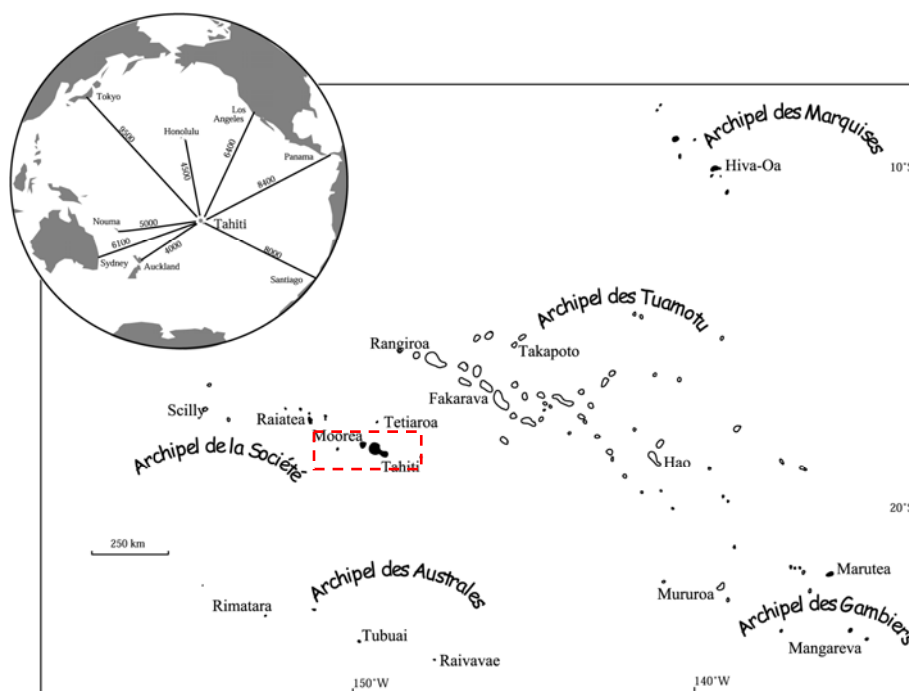 Tokyo
Los
Angeles
Honolulu
9500
4500
6400
Panama
8400
Nouma
5000
Tahiti
6100
4000
Sydney
Auckland
8000
Santiago
Archipel des Marquises
Hiva-Oa
10°S
Archipel des Tuamotu
Rangiroa
Takapoto
Fakarava
Scilly
Raiatea
Tetiaroa
Moorea
Archipel de la Société
Tahiti
Hao
20°S
250 km
Archipel des Australes
Marutea
Rimatara
Mururoa
Archipel des Gambiers
Tubuai
Mangareva
Raivavae
150°W
140°W